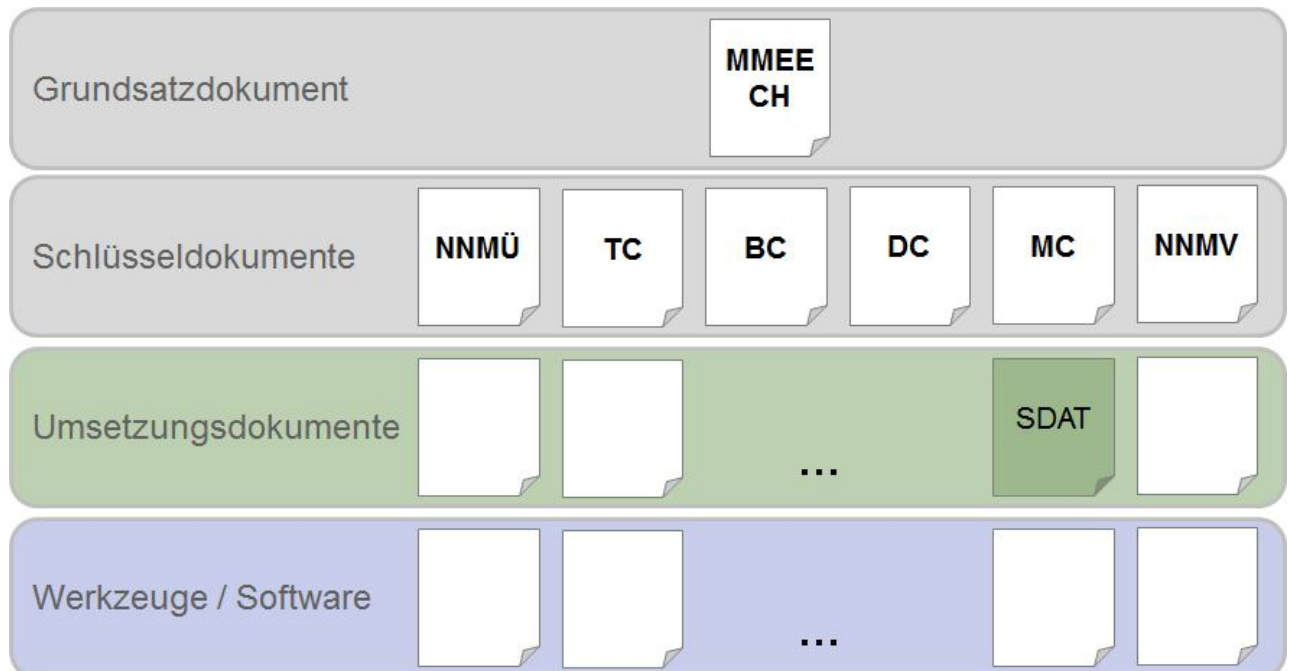 Grundsatzdokument
MMEE
CH
Schlüsseldokumente
NNMÜ
TC
BC
DC
MC
NNMV
Umsetzungsdokumente
...
SDAT
Werkzeuge / Software
...